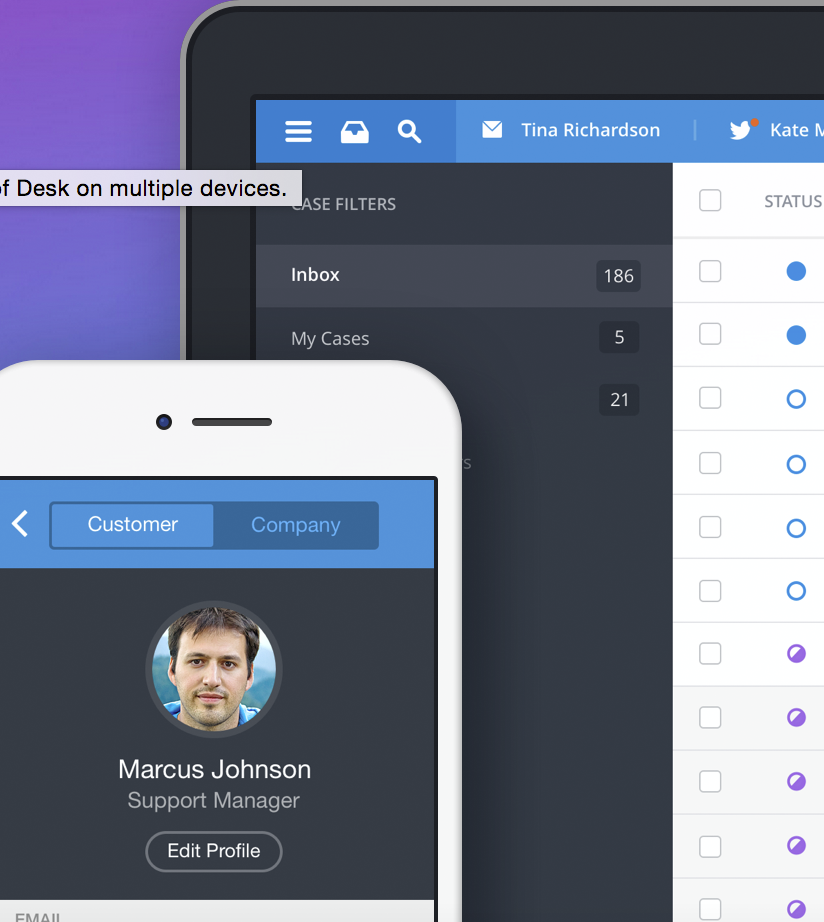 Tina Richardson
Kate M
of Desk on multiple devices.
CASE FILTERS
STATUS
Inbox 186
My Cases 5
21
Customer Company
Marcus Johnson
Support Manager
Edit Profile
EMAIL